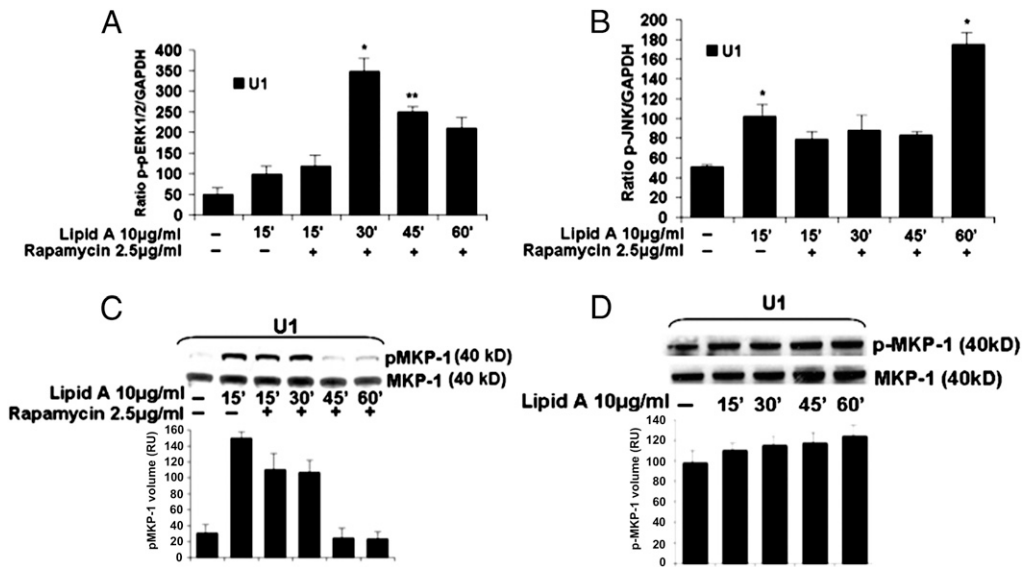 A
Ratio p-pERK1/2/GAPDH
400
350
300
250
200
150
100
50
0
U1
*
**
Lipid A 10µg/ml – 15' 15' 30' 45' 60'
Rapamycin 2.5µg/ml – – + + + +
B
Ratio p-JNK/GAPDH
200
180
160
140
120
100
80
60
40
20
0
U1
*
*
Lipid A 10µg/ml – 15' 15' 30' 45' 60'
Rapamycin 2.5µg/ml – – + + + +
C
U1
pMKP-1 (40 kD)
MKP-1 (40 kD)
Lipid A 10µg/ml – 15' 15' 30' 45' 60'
Rapamycin 2.5µg/ml – – + + + +
pMKP-1 volume (RU)
160
140
120
100
80
60
40
20
0
D
U1
p-MKP-1 (40kD)
MKP-1 (40kD)
Lipid A 10µg/ml – 15' 30' 45' 60'
p-MKP-1 volume (RU)
140
120
100
80
60
40
20
0